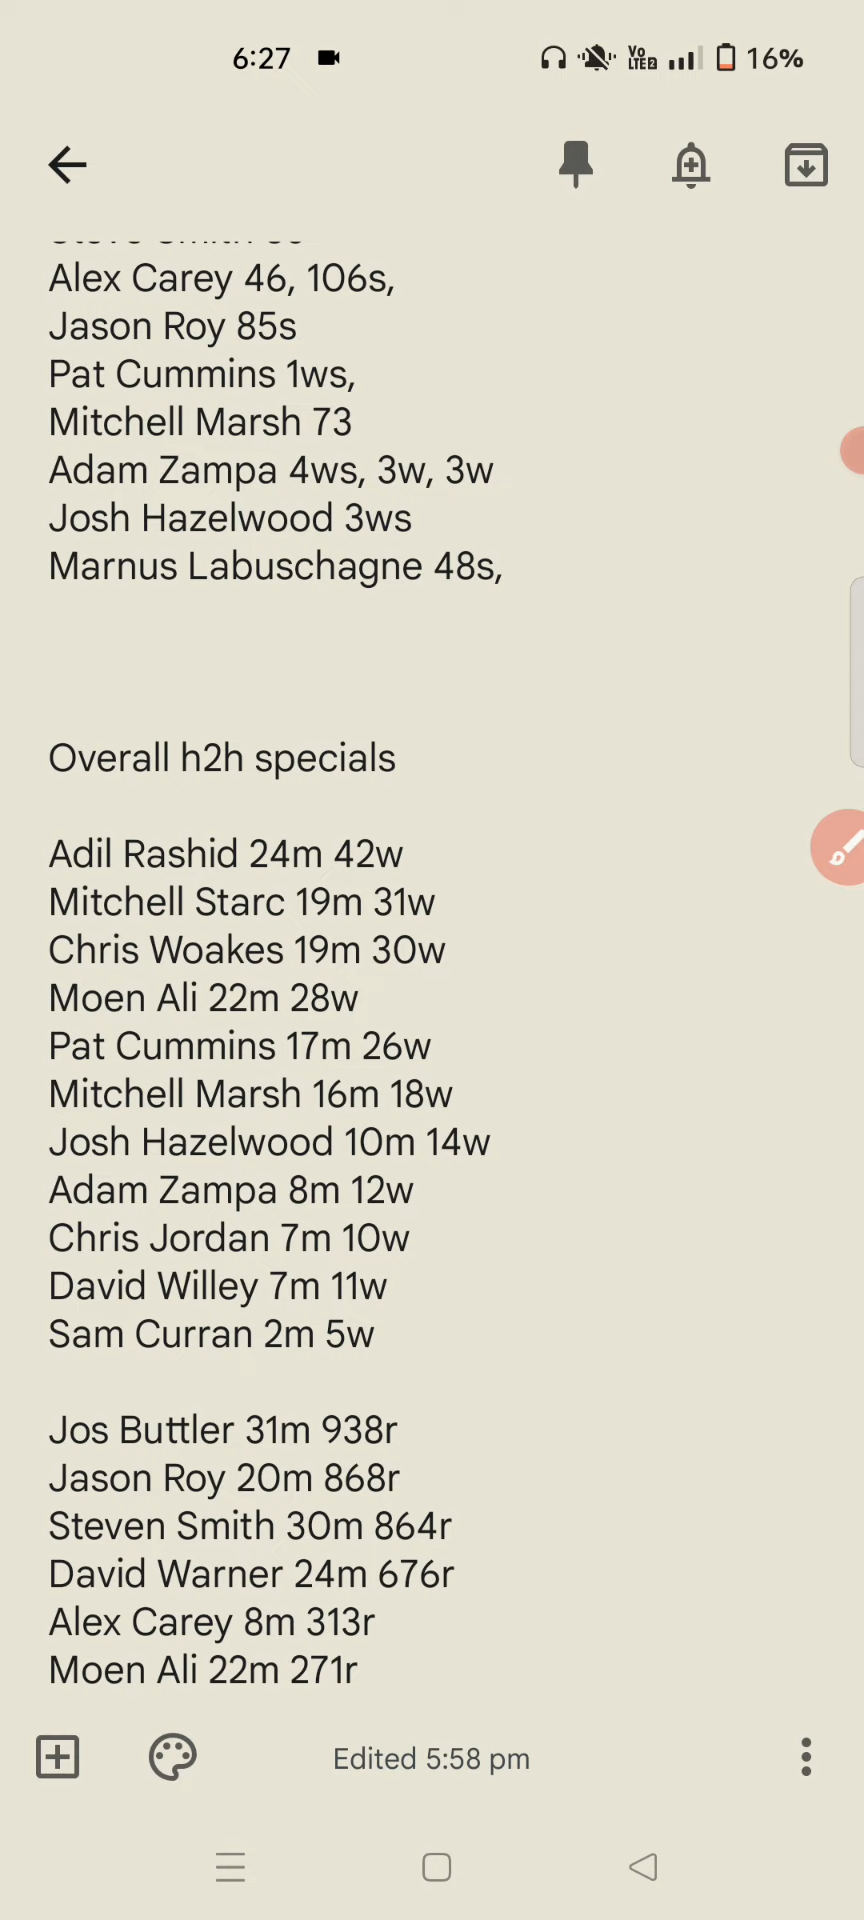 6:27
Vo
LTE2
16%
Alex Carey 46, 106s,
Jason Roy 85s
Pat Cummins 1ws,
Mitchell Marsh 73
Adam Zampa 4ws, 3w, 3w
Josh Hazelwood 3ws
Marnus Labuschagne 48s,
Overall h2h specials
Adil Rashid 24m 42w
Mitchell Starc 19m 31w
Chris Woakes 19m 30w
Moen Ali 22m 28w
Pat Cummins 17m 26w
Mitchell Marsh 16m 18w
Josh Hazelwood 10m 14w
Adam Zampa 8m 12w
Chris Jordan 7m 10w
David Willey 7m 11w
Sam Curran 2m 5w
Jos Buttler 31m 938r
Jason Roy 20m 868r
Steven Smith 30m 864r
David Warner 24m 676r
Alex Carey 8m 313r
Moen Ali 22m 271r
Edited 5:58 pm